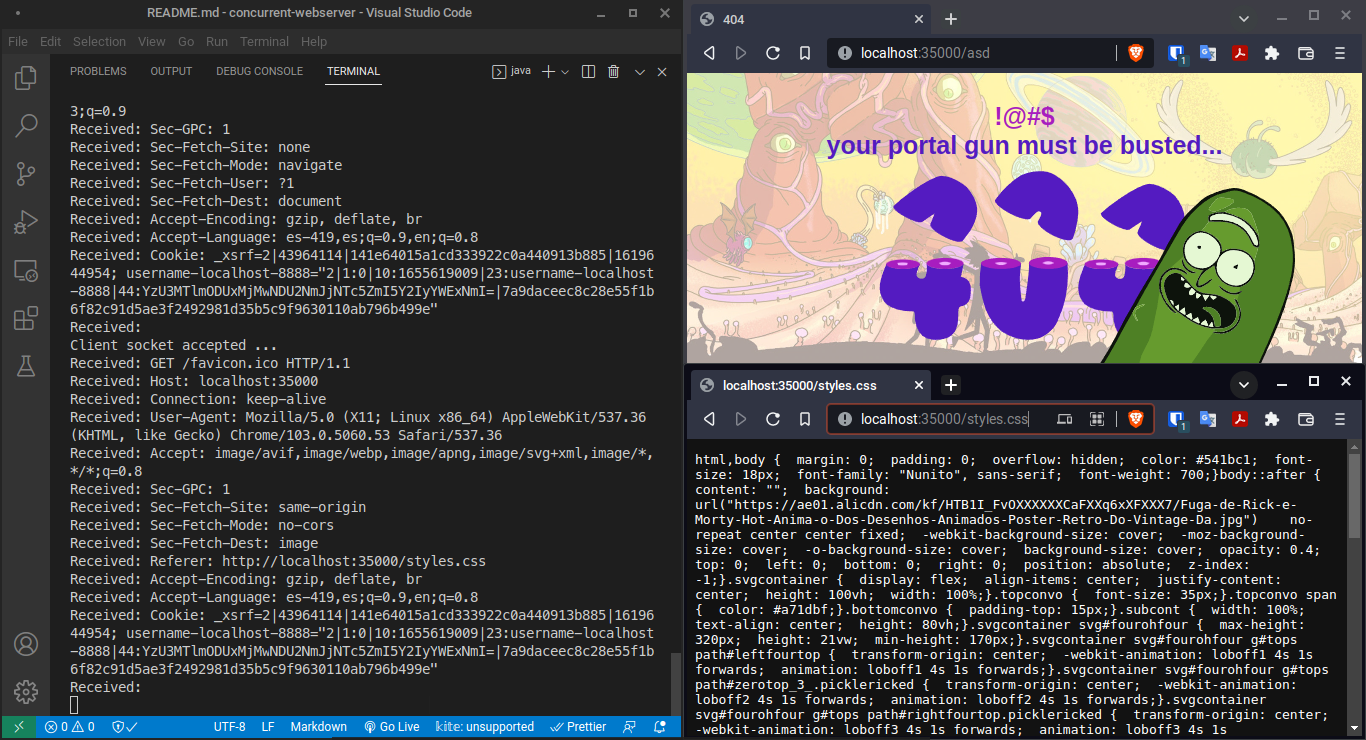 README.md - concurrent-webserver - Visual Studio Code
File Edit Selection View Go Run Terminal Help
PROBLEMS OUTPUT DEBUG CONSOLE TERMINAL
java
3;q=0.9
Received: Sec-GPC: 1
Received: Sec-Fetch-Site: none
Received: Sec-Fetch-Mode: navigate
Received: Sec-Fetch-User: ?1
Received: Sec-Fetch-Dest: document
Received: Accept-Encoding: gzip, deflate, br
Received: Accept-Language: es-419,es;q=0.9,en;q=0.8
Received: Cookie: _xsrf=2|43964114|141e64015a1cd333922c0a440913b885|16196
44954; username-localhost-8888="2|1:0|10:1655619009|23:username-localhost
-8888|44:YzU3MTlmODUxMjMwNDU2NmJjNTc5ZmI5Y2IyYWExNmI=|7a9daceec8c28e55f1b
6f82c91d5ae3f2492981d35b5c9f9630110ab796b499e"
Received:
Client socket accepted ...
Received: GET /favicon.ico HTTP/1.1
Received: Host: localhost:35000
Received: Connection: keep-alive
Received: User-Agent: Mozilla/5.0 (X11; Linux x86_64) AppleWebKit/537.36
(KHTML, like Gecko) Chrome/103.0.5060.53 Safari/537.36
Received: Accept: image/avif,image/webp,image/apng,image/svg+xml,image/*,
*/*;q=0.8
Received: Sec-GPC: 1
Received: Sec-Fetch-Site: same-origin
Received: Sec-Fetch-Mode: no-cors
Received: Sec-Fetch-Dest: image
Received: Referer: http://localhost:35000/styles.css
Received: Accept-Encoding: gzip, deflate, br
Received: Accept-Language: es-419,es;q=0.9,en;q=0.8
Received: Cookie: _xsrf=2|43964114|141e64015a1cd333922c0a440913b885|16196
44954; username-localhost-8888="2|1:0|10:1655619009|23:username-localhost
-8888|44:YzU3MTlmODUxMjMwNDU2NmJjNTc5ZmI5Y2IyYWExNmI=|7a9daceec8c28e55f1b
6f82c91d5ae3f2492981d35b5c9f9630110ab796b499e"
Received:
0 0 UTF-8 LF Markdown Go Live kite: unsupported Prettier
404
localhost:35000/asd
1
!@#$
your portal gun must be busted...
404
localhost:35000/styles.css
localhost:35000/styles.css
1
html,body { margin: 0; padding: 0; overflow: hidden; color: #541bc1; font-
size: 18px; font-family: "Nunito", sans-serif; font-weight: 700;}body::after {
content: ""; background:
url("https://ae01.alicdn.com/kf/HTB1I_FvOXXXXXXCaFXXq6xXFXXX7/Fuga-de-Rick-e-
Morty-Hot-Anima-o-Dos-Desenhos-Animados-Poster-Retro-Do-Vintage-Da.jpg") no-
repeat center center fixed; -webkit-background-size: cover; -moz-background-
size: cover; -o-background-size: cover; background-size: cover; opacity: 0.4;
top: 0; left: 0; bottom: 0; right: 0; position: absolute; z-index:
-1;}.svgcontainer { display: flex; align-items: center; justify-content:
center; height: 100vh; width: 100%;}.topconvo { font-size: 35px;}.topconvo span
{ color: #a71dbf;}.bottomconvo { padding-top: 15px;}.subcont { width: 100%;
text-align: center; height: 80vh;}.svgcontainer svg#fourohfour { max-height:
320px; height: 21vw; min-height: 170px;}.svgcontainer svg#fourohfour g#tops
path#leftfourtop { transform-origin: center; -webkit-animation: loboff1 4s 1s
forwards; animation: loboff1 4s 1s forwards;}.svgcontainer svg#fourohfour g#tops
path#zerotop_3_.picklericked { transform-origin: center; -webkit-animation:
loboff2 4s 1s forwards; animation: loboff2 4s 1s forwards;}.svgcontainer
svg#fourohfour g#tops path#rightfourtop.picklericked { transform-origin: center;
-webkit-animation: loboff3 4s 1s forwards; animation: loboff3 4s 1s